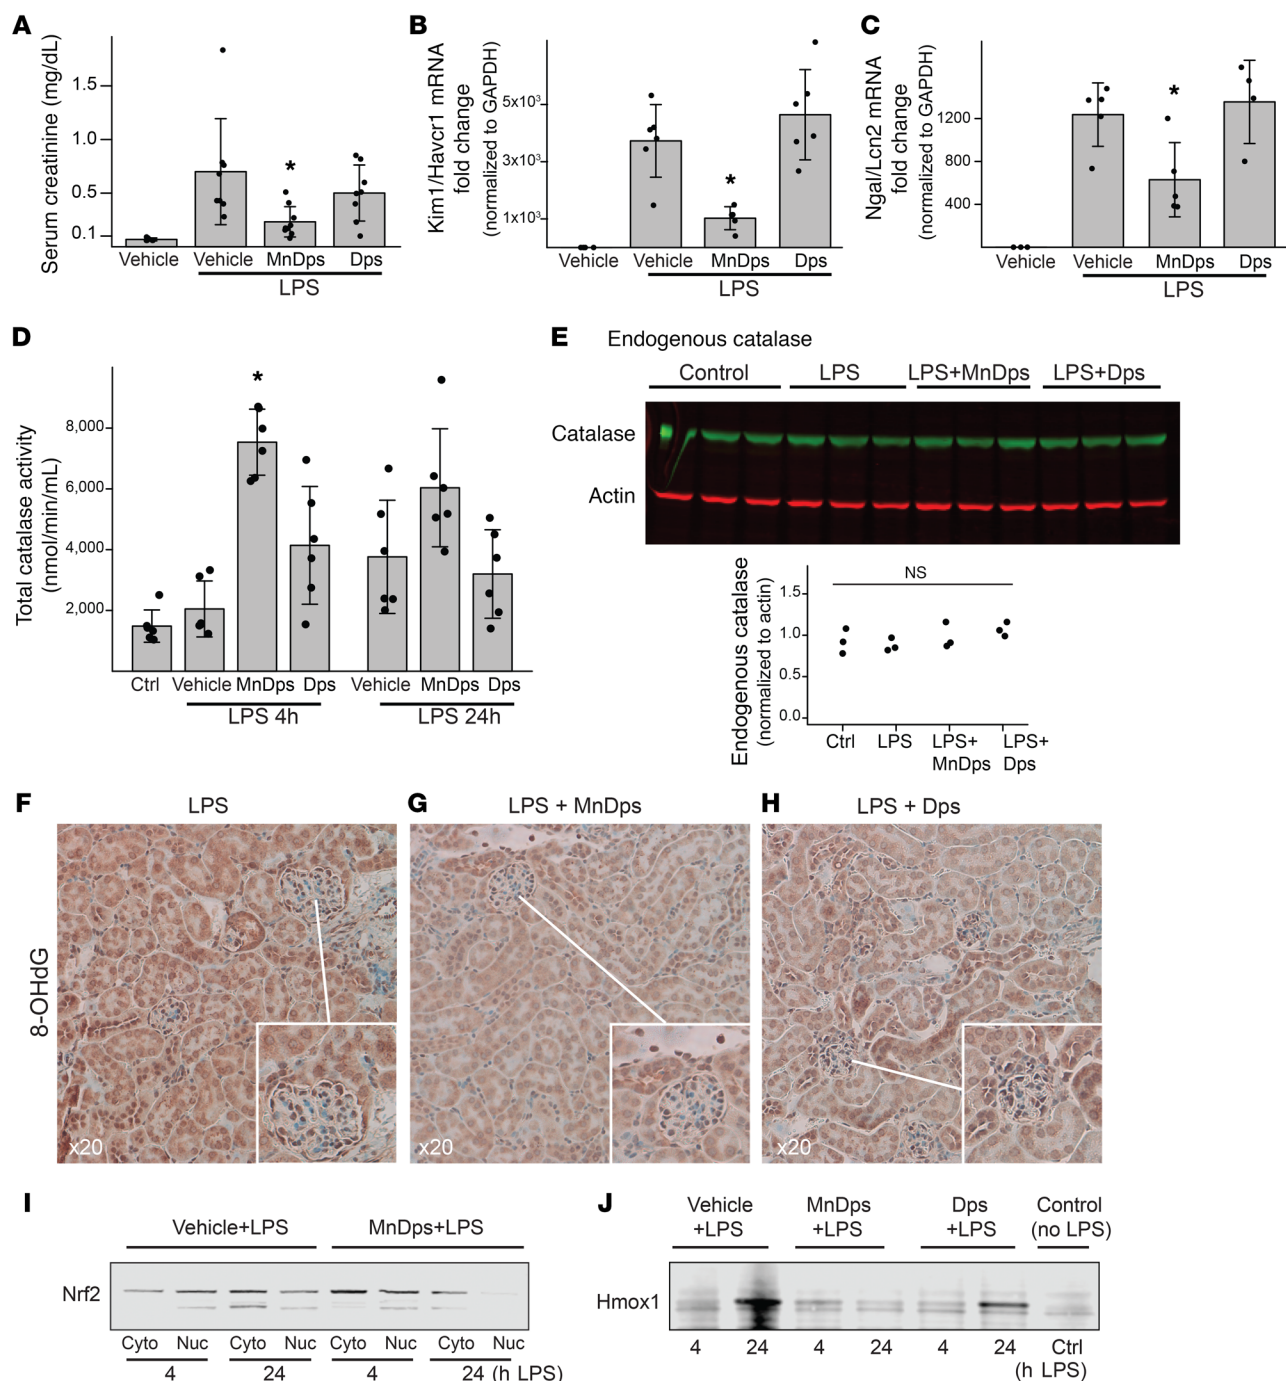 A
Serum creatinine (mg/dL)
1.5
1.0
0.5
0.1
Vehicle
Vehicle
MnDps
Dps
LPS
B
Kim1/Havcr1 mRNA
fold change
(normalized to GAPDH)
5x10³
3x10³
1x10³
Vehicle
Vehicle
MnDps
Dps
*
LPS
C
Ngal/Lcn2 mRNA
fold change
(normalized to GAPDH)
1200
800
400
*
Vehicle
Vehicle
MnDps
Dps
LPS
D
Total catalase activity
(nmol/min/mL)
8,000
6,000
4,000
2,000
*
Ctrl
Vehicle
MnDps
Dps
Vehicle
MnDps
Dps
LPS 4h
LPS 24h
E
Endogenous catalase
Control
LPS
LPS+MnDps
LPS+Dps
Catalase
Actin
Endogenous catalase
(normalized to actin)
NS
1.5
1.0
0.5
0.0
Ctrl
LPS
LPS+
MnDps
LPS+
Dps
F
LPS
G
LPS + MnDps
H
LPS + Dps
8-OHdG
x20
x20
x20
I
Vehicle+LPS
MnDps+LPS
Nrf2
Cyto Nuc Cyto Nuc Cyto Nuc Cyto Nuc
4 24 4 24 (h LPS)
J
Vehicle
+LPS
MnDps
+LPS
Dps
+LPS
Control
(no LPS)
Hmox1
4 24 4 24 4 24 Ctrl
(h LPS)